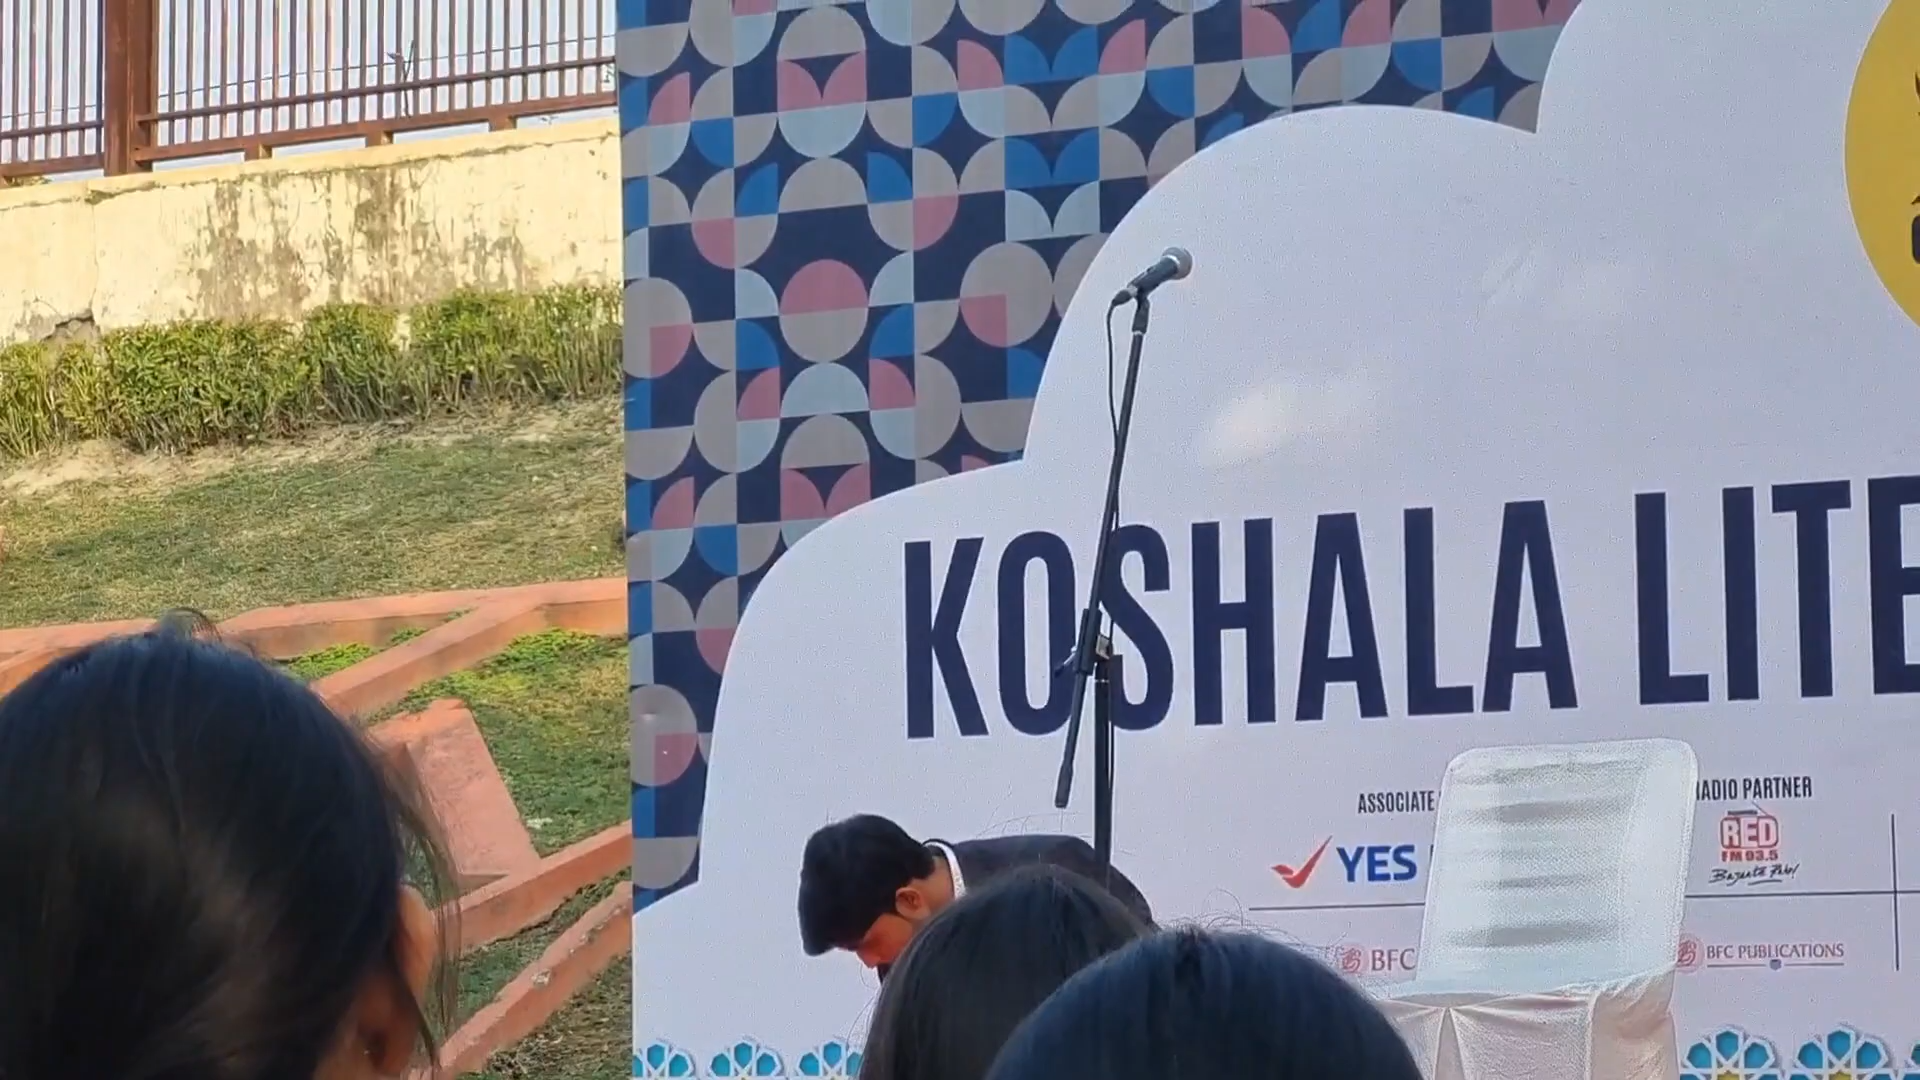 KOSHALA LITE
ASSOCIATE
RADIO PARTNER
YES
RED
FM 93.5
Bajaate Raho!
BFC
BFC PUBLICATIONS